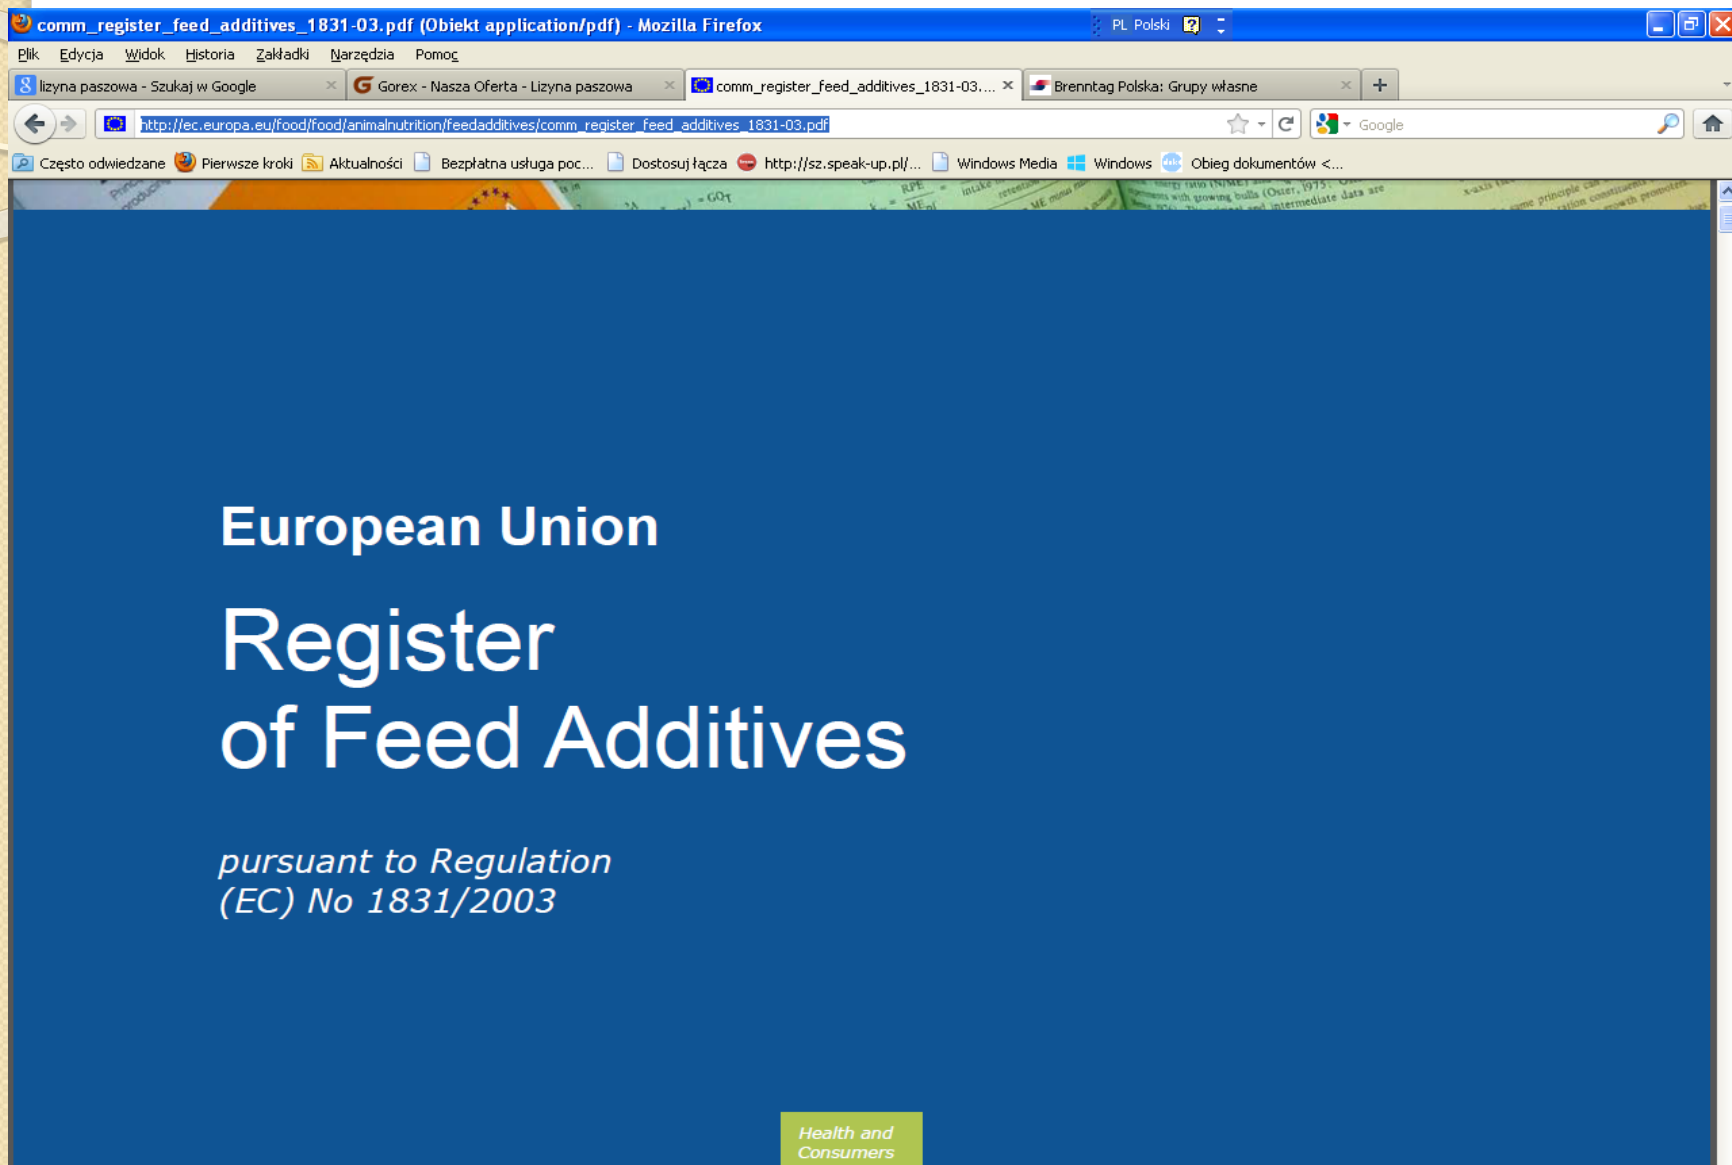 comm_register_feed_additives_1831-03.pdf (Obiekt application/pdf) - Mozilla Firefox
PL Polski
Plik Edycja Widok Historia Zakładki Narzędzia Pomoc
lizyna paszowa - Szukaj w Google
Gorex - Nasza Oferta - Lizyna paszowa
comm_register_feed_additives_1831-03....
Brenntag Polska: Grupy własne
http://ec.europa.eu/food/food/animalnutrition/feedadditives/comm_register_feed_additives_1831-03.pdf
Google
Często odwiedzane Pierwsze kroki Aktualności Bezpłatna usługa poc... Dostosuj łącza http://sz.speak-up.pl/... Windows Media Windows Obieg dokumentów <...
European Union
Register
of Feed Additives
pursuant to Regulation
(EC) No 1831/2003
Health and
Consumers